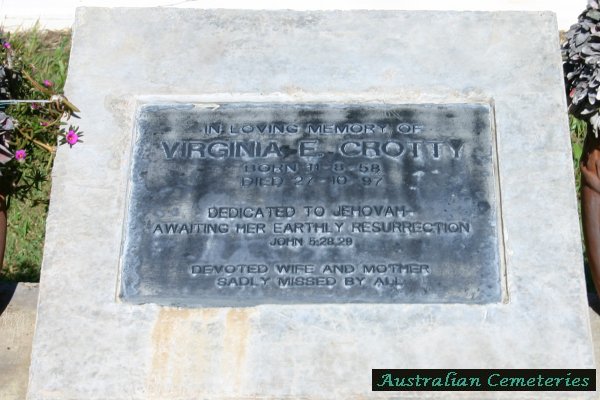 IN LOVING MEMORY OF
VIRGINIA E. CROTTY
BORN 11-8-58
DIED 27-10-97
DEDICATED TO JEHOVAH
AWAITING HER EARTHLY RESURRECTION
JOHN 5:28,29
DEVOTED WIFE AND MOTHER
SADLY MISSED BY ALL
Australian Cemeteries